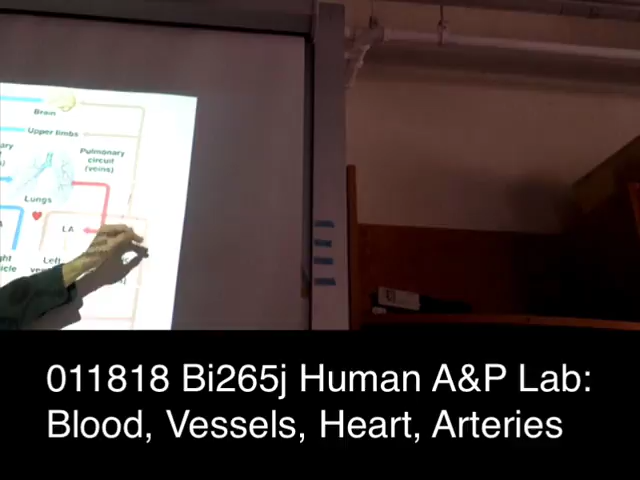 Brain
Upper limbs
Pulmonary
circuit
(veins)
Lungs
LA
Left
011818 Bi265j Human A&P Lab:
Blood, Vessels, Heart, Arteries